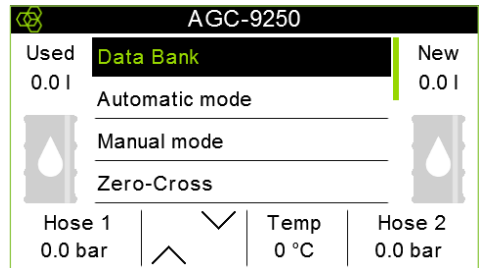 AGC-9250
Used
0.0 l
Data Bank
Automatic mode
Manual mode
Zero-Cross
New
0.0 l
Hose 1
0.0 bar
Temp
0 °C
Hose 2
0.0 bar